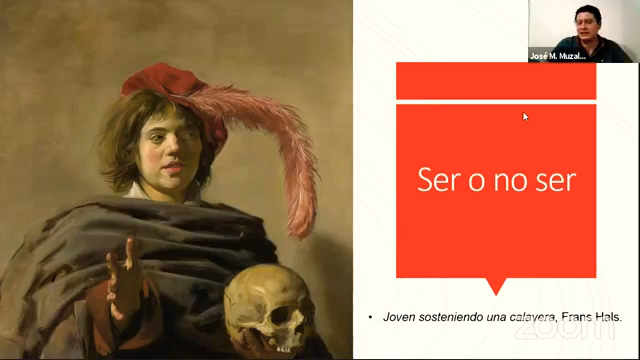 José M. Muzal...
Ser o no ser
• Joven sosteniendo una calavera, Frans Hals.
zoom